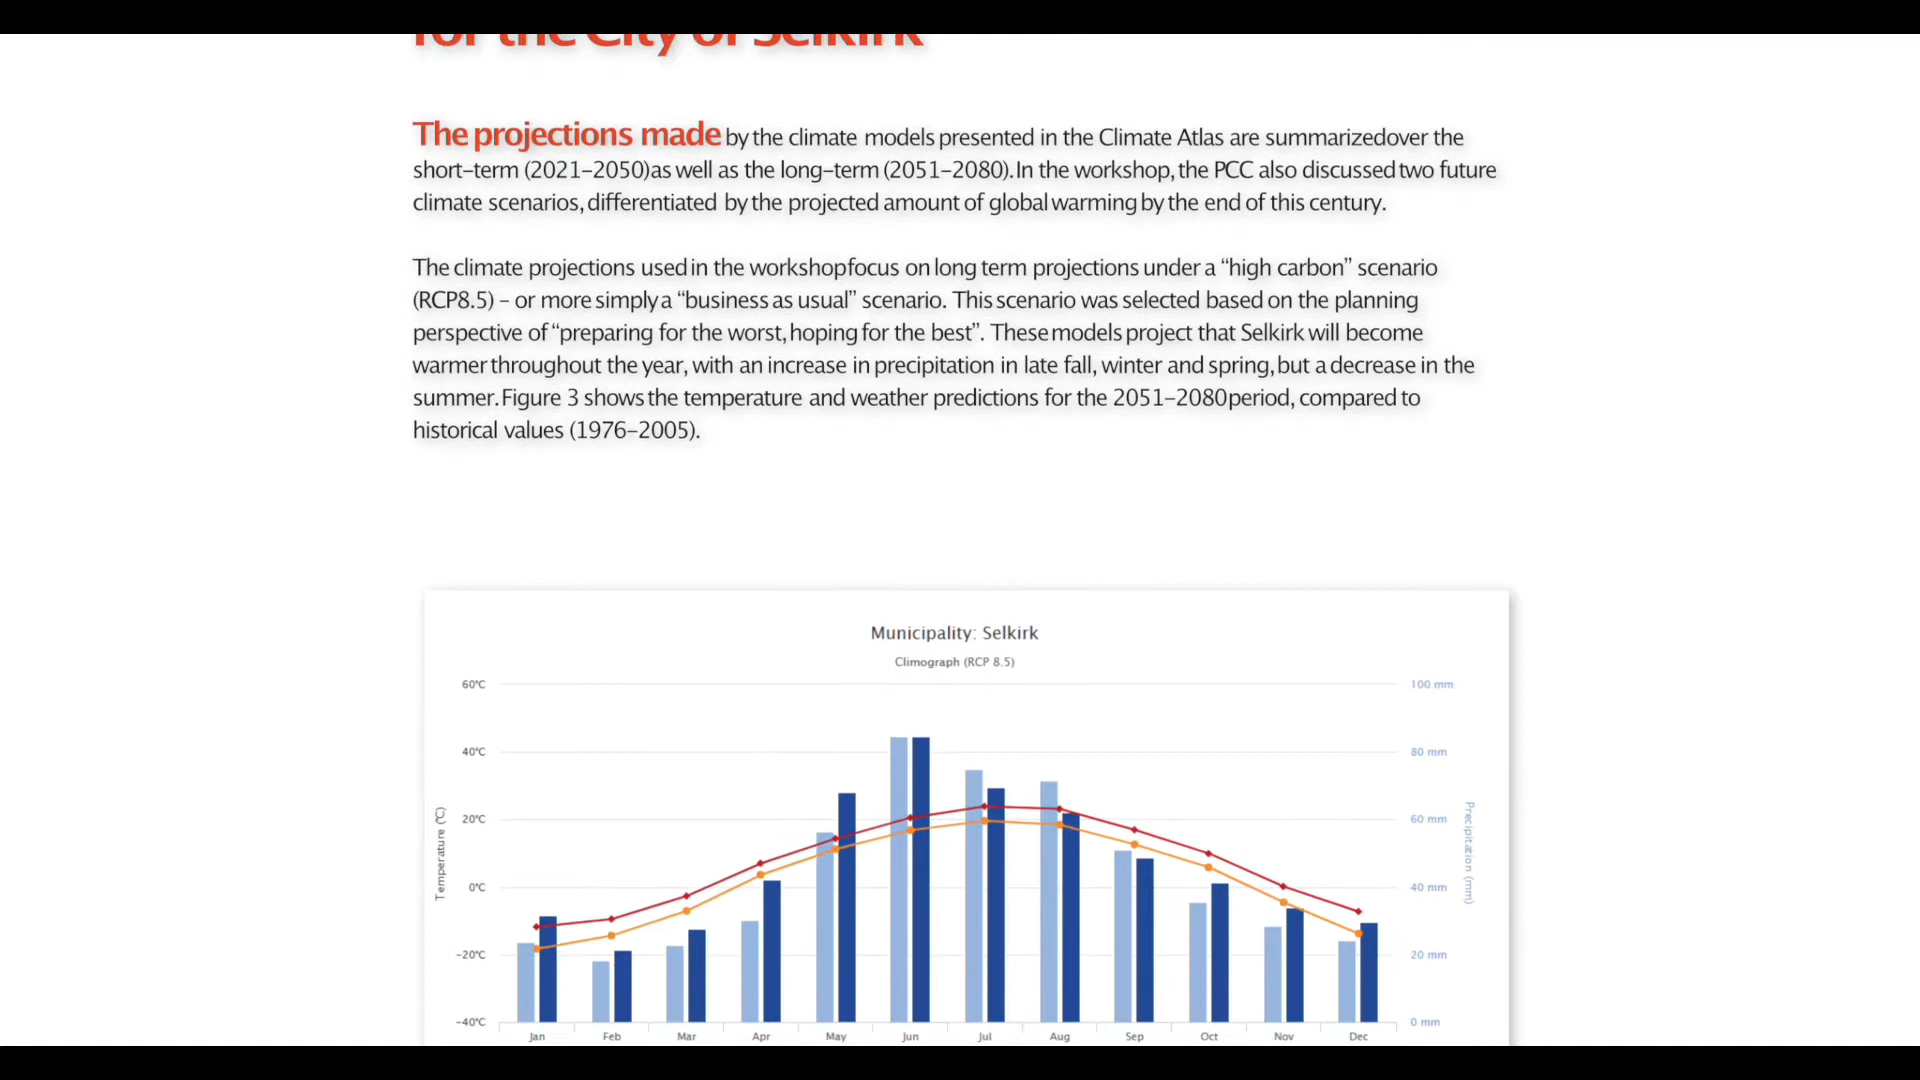 for the City of Selkirk
The projections made by the climate models presented in the Climate Atlas are summarizedover the
short-term (2021–2050)as well as the long-term (2051–2080).In the workshop, the PCC also discussed two future
climate scenarios, differentiated by the projected amount of global warming by the end of this century.
The climate projections used in the workshopfocus on long term projections under a “high carbon” scenario
(RCP8.5) – or more simply a “business as usual” scenario. This scenario was selected based on the planning
perspective of “preparing for the worst, hoping for the best”. These models project that Selkirk will become
warmer throughout the year, with an increase in precipitation in late fall, winter and spring, but a decrease in the
summer. Figure 3 shows the temperature and weather predictions for the 2051–2080period, compared to
historical values (1976–2005).
Municipality: Selkirk
Climograph (RCP 8.5)
60°C
100 mm
40°C
80 mm
20°C
60 mm
0°C
40 mm
-20°C
20 mm
-40°C
0 mm
Temperature (°C)
Precipitation (mm)
Jan Feb Mar Apr May Jun Jul Aug Sep Oct Nov Dec